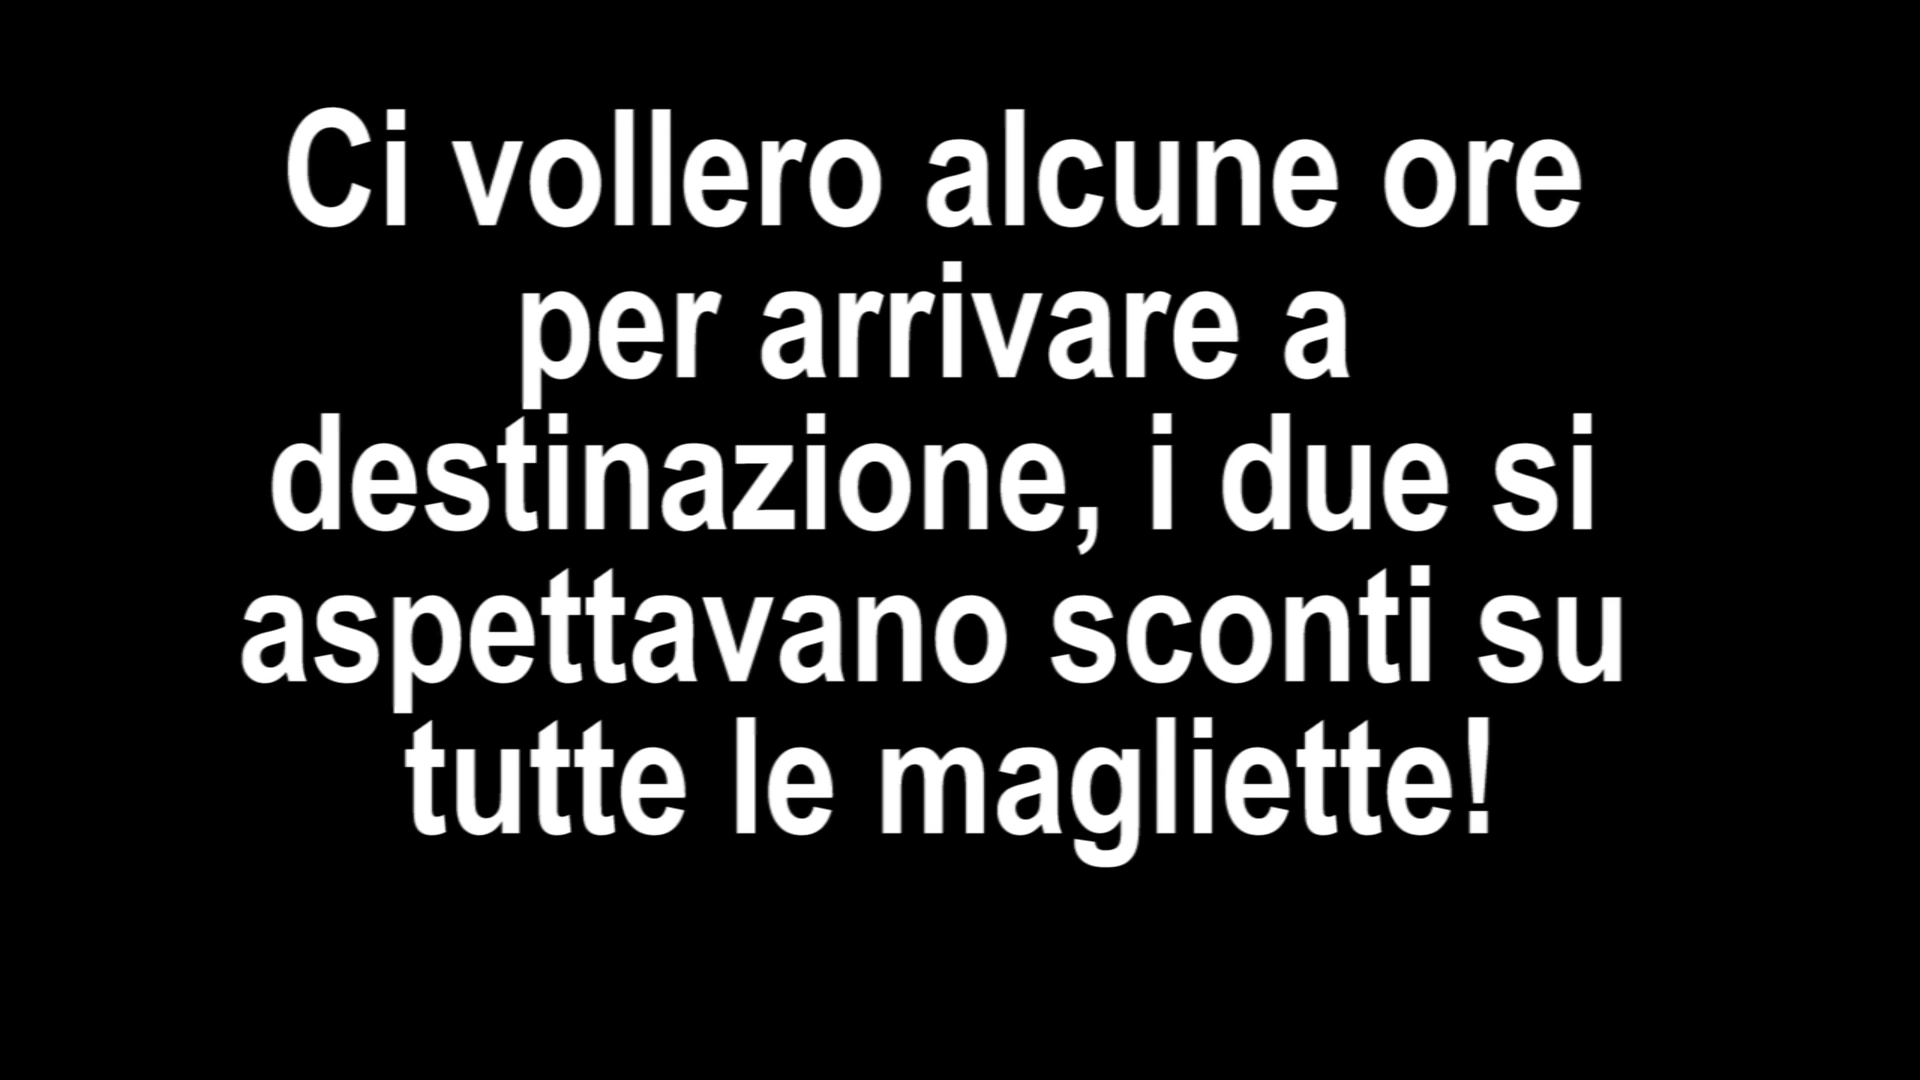 Ci vollero alcune ore
per arrivare a
destinazione, i due si
aspettavano sconti su
tutte le magliette!